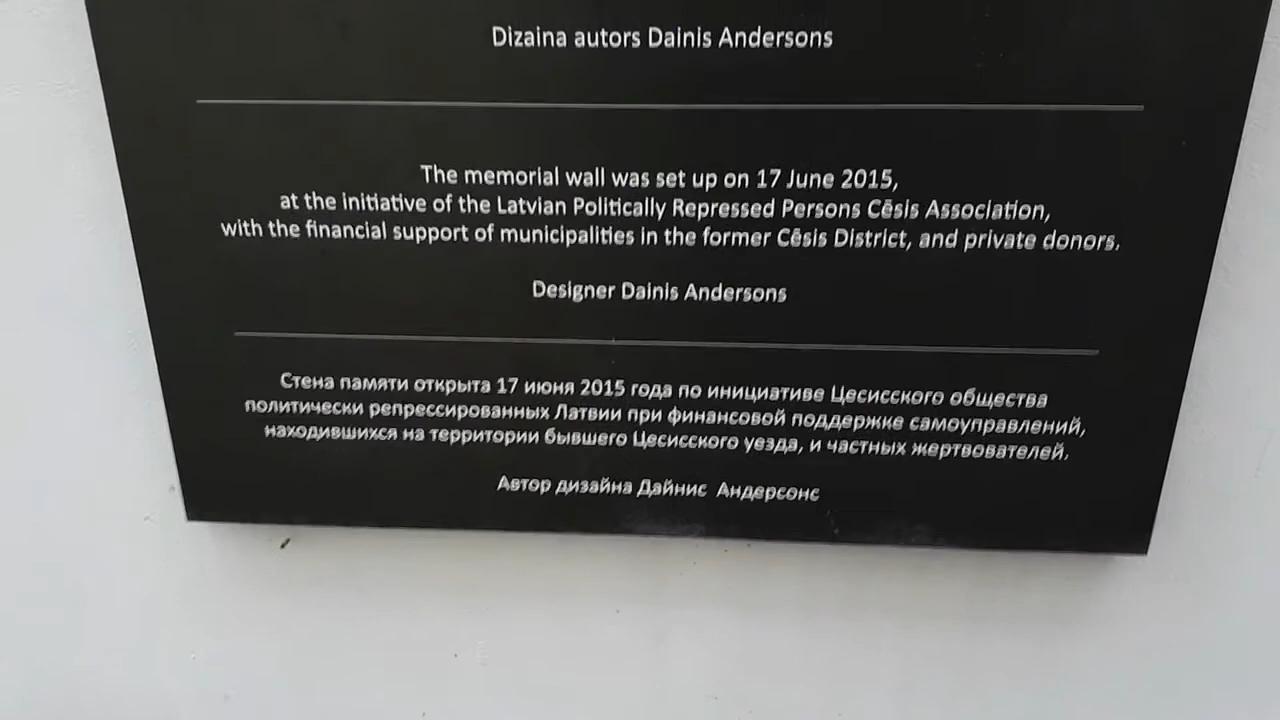 Dizaina autors Dainis Andersons
The memorial wall was set up on 17 June 2015,
at the initiative of the Latvian Politically Repressed Persons Cēsis Association,
with the financial support of municipalities in the former Cēsis District, and private donors.
Designer Dainis Andersons
Стена памяти открыта 17 июня 2015 года по инициативе Цесисского общества
политически репрессированных Латвии при финансовой поддержке самоуправлений,
находившихся на территории бывшего Цесисского уезда, и частных жертвователей.
Автор дизайна Дайнис Андерсонс